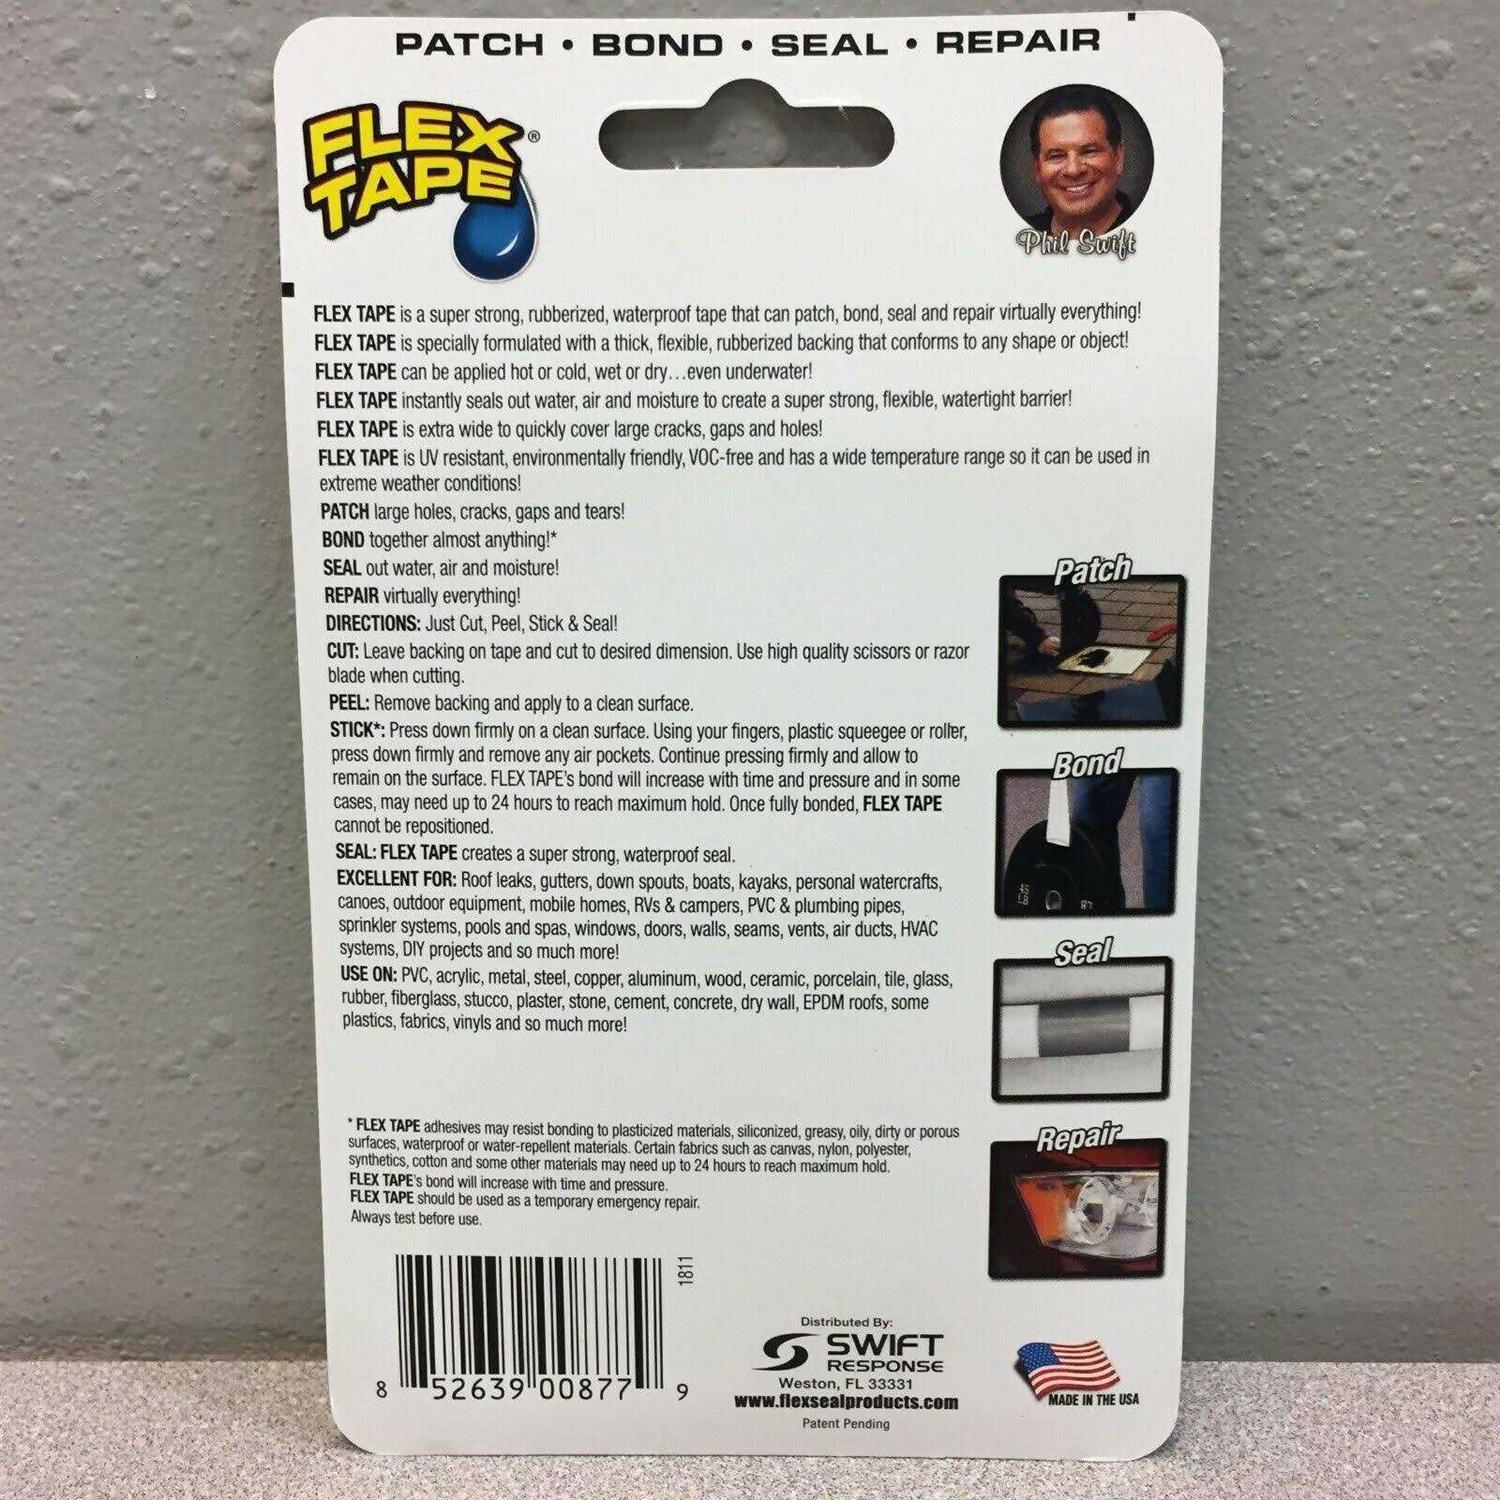 PATCH • BOND • SEAL • REPAIR
FLEX
TAPE®
Phil Swift
FLEX TAPE is a super strong, rubberized, waterproof tape that can patch, bond, seal and repair virtually everything!
FLEX TAPE is specially formulated with a thick, flexible, rubberized backing that conforms to any shape or object!
FLEX TAPE can be applied hot or cold, wet or dry...even underwater!
FLEX TAPE instantly seals out water, air and moisture to create a super strong, flexible, watertight barrier!
FLEX TAPE is extra wide to quickly cover large cracks, gaps and holes!
FLEX TAPE is UV resistant, environmentally friendly, VOC-free and has a wide temperature range so it can be used in
extreme weather conditions!
PATCH large holes, cracks, gaps and tears!
BOND together almost anything!*
SEAL out water, air and moisture!
REPAIR virtually everything!
DIRECTIONS: Just Cut, Peel, Stick & Seal!
CUT: Leave backing on tape and cut to desired dimension. Use high quality scissors or razor
blade when cutting.
PEEL: Remove backing and apply to a clean surface.
STICK*: Press down firmly on a clean surface. Using your fingers, plastic squeegee or roller,
press down firmly and remove any air pockets. Continue pressing firmly and allow to
remain on the surface. FLEX TAPE's bond will increase with time and pressure and in some
cases, may need up to 24 hours to reach maximum hold. Once fully bonded, FLEX TAPE
cannot be repositioned.
SEAL: FLEX TAPE creates a super strong, waterproof seal.
EXCELLENT FOR: Roof leaks, gutters, down spouts, boats, kayaks, personal watercrafts,
canoes, outdoor equipment, mobile homes, RVs & campers, PVC & plumbing pipes,
sprinkler systems, pools and spas, windows, doors, walls, seams, vents, air ducts, HVAC
systems, DIY projects and so much more!
USE ON: PVC, acrylic, metal, steel, copper, aluminum, wood, ceramic, porcelain, tile, glass,
rubber, fiberglass, stucco, plaster, stone, cement, concrete, dry wall, EPDM roofs, some
plastics, fabrics, vinyls and so much more!
Patch
Bond
45
LB
Seal
Repair
* FLEX TAPE adhesives may resist bonding to plasticized materials, siliconized, greasy, oily, dirty or porous
surfaces, waterproof or water-repellent materials. Certain fabrics such as canvas, nylon, polyester,
synthetics, cotton and some other materials may need up to 24 hours to reach maximum hold.
FLEX TAPE's bond will increase with time and pressure.
FLEX TAPE should be used as a temporary emergency repair.
Always test before use.
1811
8 52639 00877 9
Distributed By:
SWIFT
RESPONSE
Weston, FL 33331
www.flexsealproducts.com
Patent Pending
MADE IN THE USA